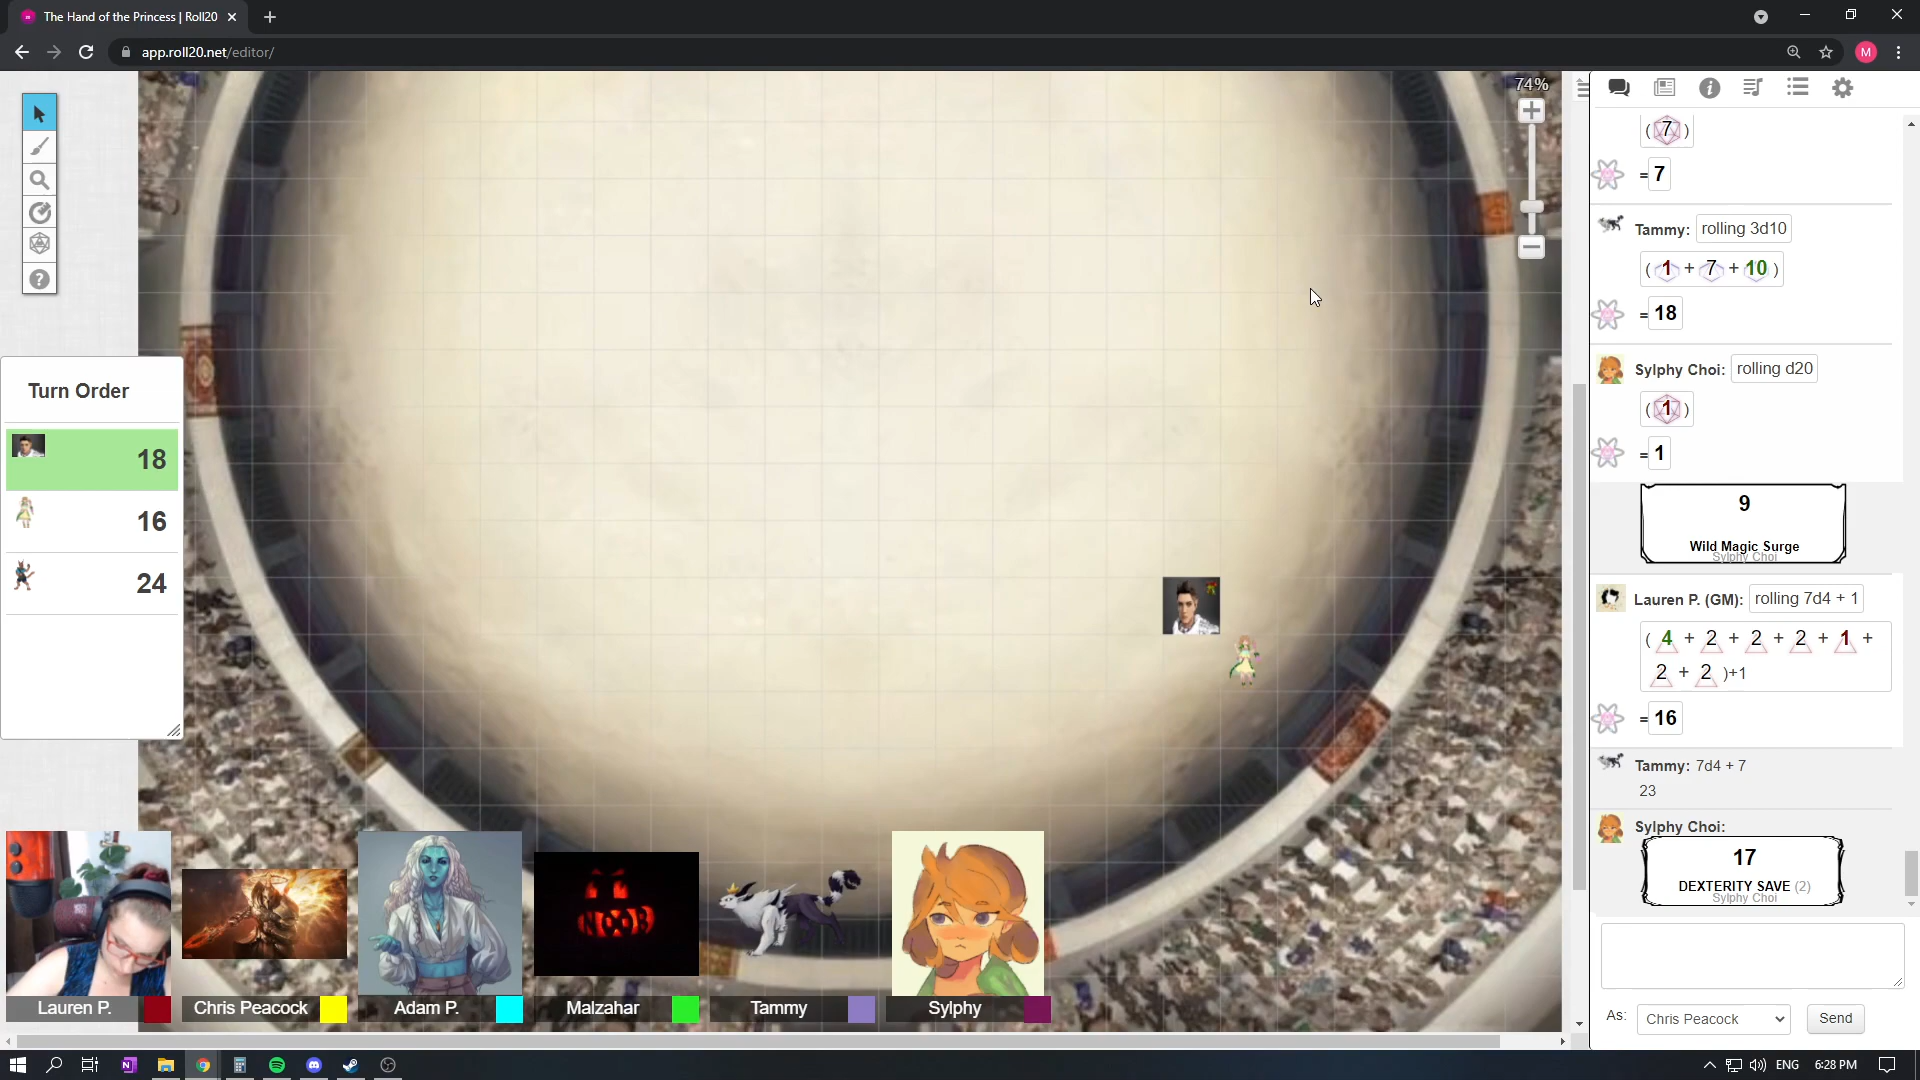 The Hand of the Princess | Roll20
app.roll20.net/editor/
M
74%
Turn Order
18
16
24
(7)
=7
Tammy: rolling 3d10
(1 + 7 + 10)
=18
Sylphy Choi: rolling d20
(1)
=1
9
Wild Magic Surge
Sylphy Choi
Lauren P. (GM): rolling 7d4 + 1
(4 + 2 + 2 + 2 + 1 +
2 + 2 )+1
=16
Tammy: 7d4 + 7
23
Sylphy Choi:
17
DEXTERITY SAVE (2)
Sylphy Choi
As: Chris Peacock Send
NOOB
Lauren P.
Chris Peacock
Adam P.
Malzahar
Tammy
Sylphy
ENG 6:28 PM